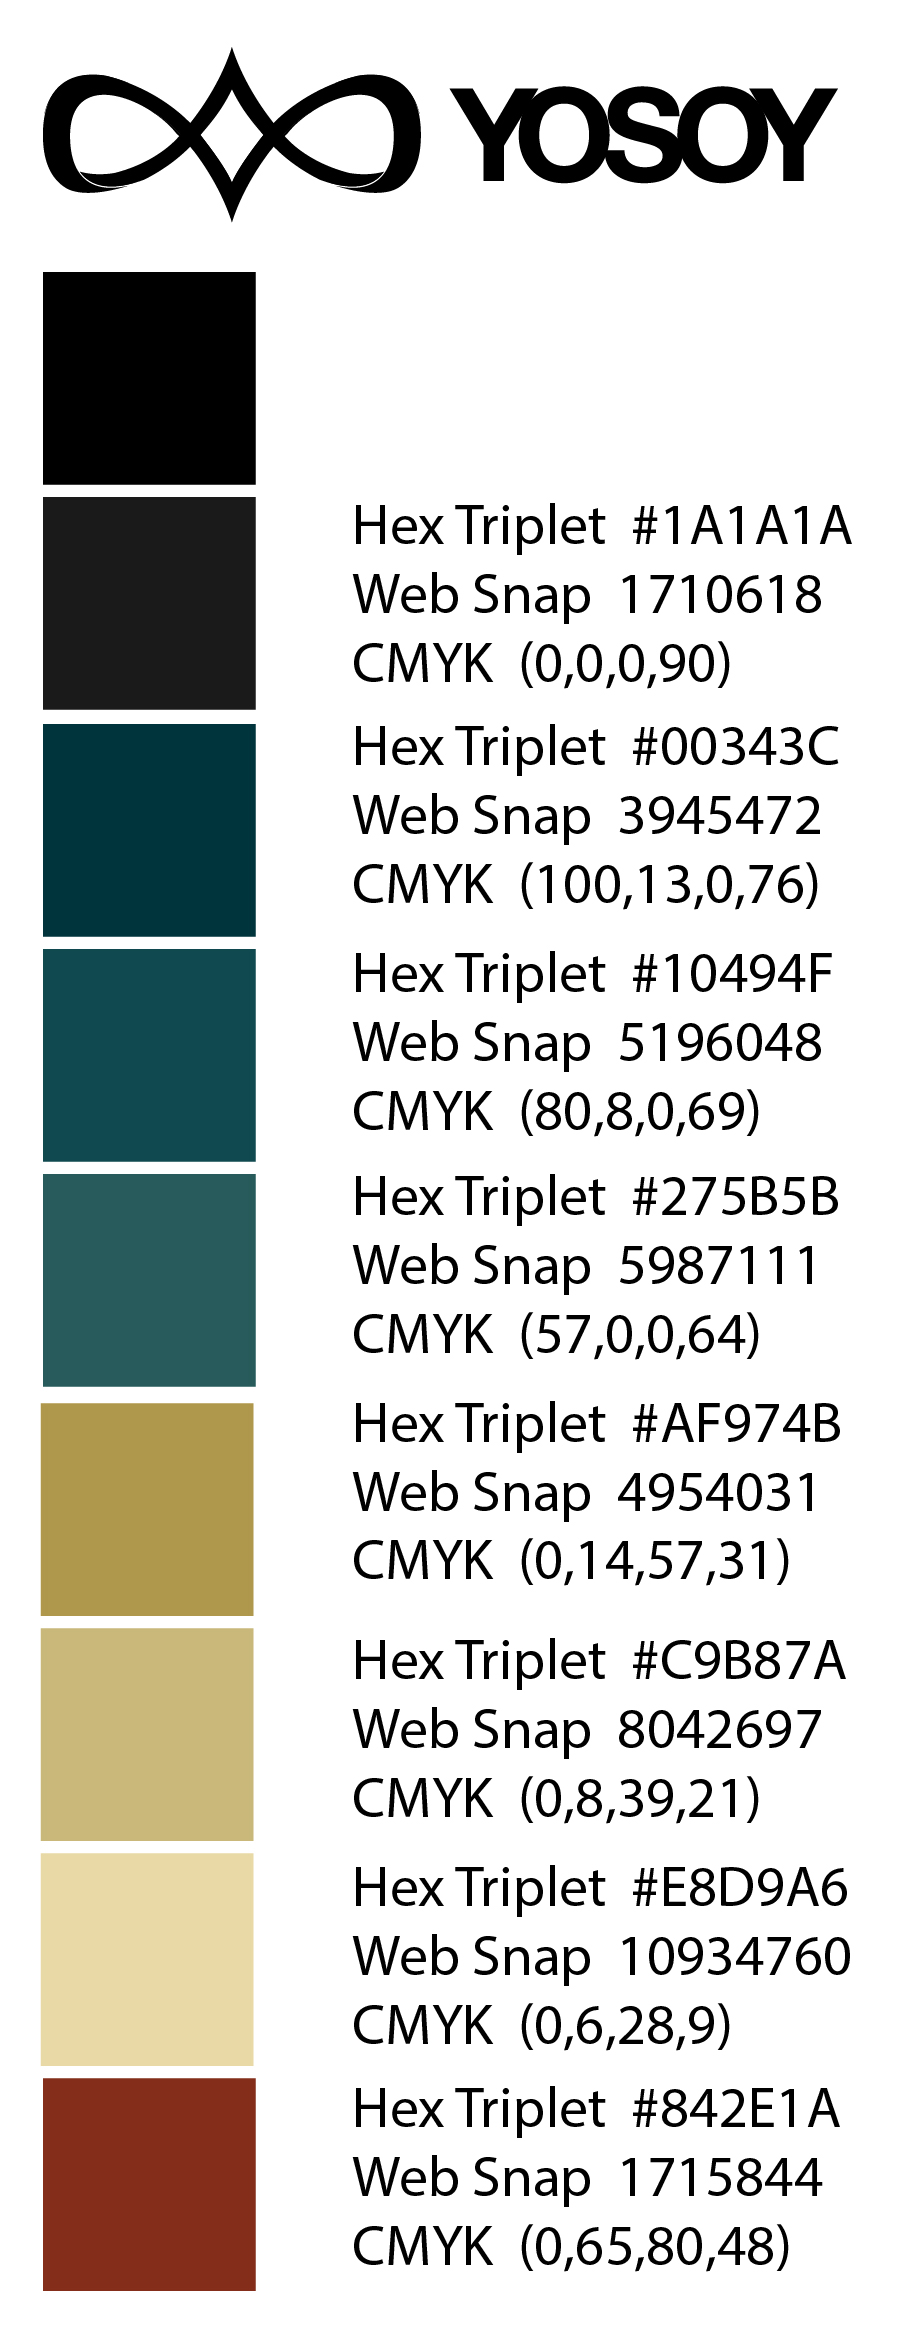 YOSOY
Hex Triplet #1A1A1A
Web Snap 1710618
CMYK (0,0,0,90)
Hex Triplet #00343C
Web Snap 3945472
CMYK (100,13,0,76)
Hex Triplet #10494F
Web Snap 5196048
CMYK (80,8,0,69)
Hex Triplet #275B5B
Web Snap 5987111
CMYK (57,0,0,64)
Hex Triplet #AF974B
Web Snap 4954031
CMYK (0,14,57,31)
Hex Triplet #C9B87A
Web Snap 8042697
CMYK (0,8,39,21)
Hex Triplet #E8D9A6
Web Snap 10934760
CMYK (0,6,28,9)
Hex Triplet #842E1A
Web Snap 1715844
CMYK (0,65,80,48)